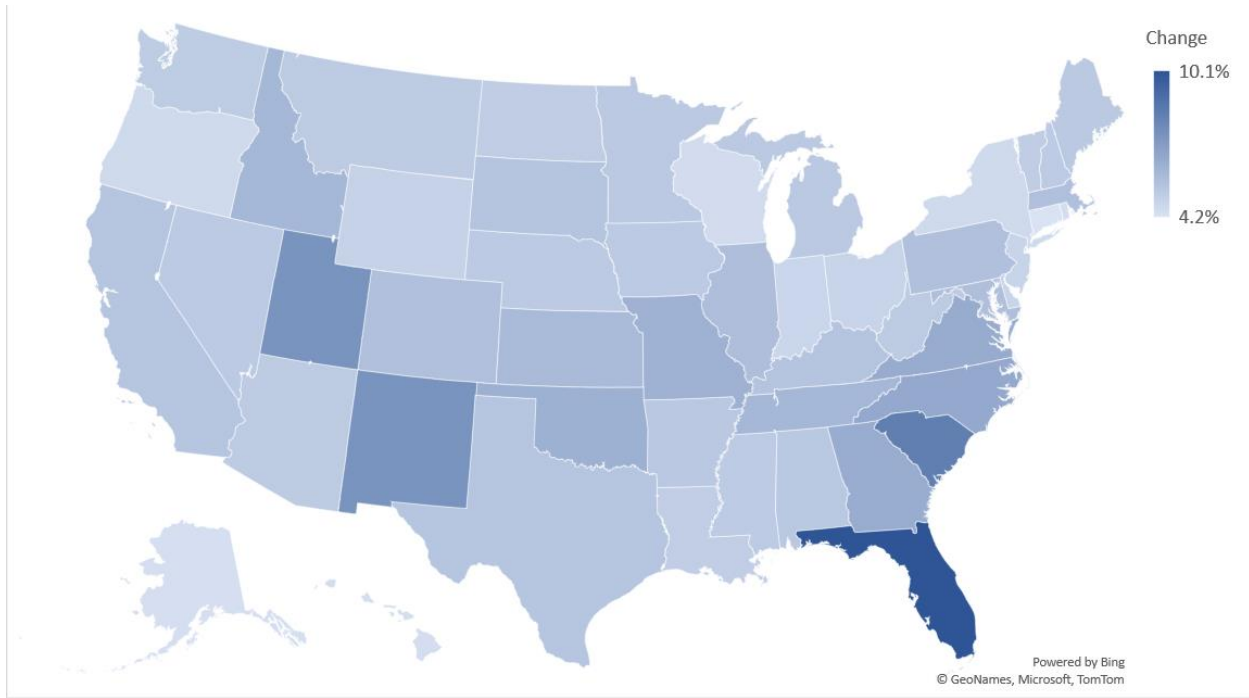 Change
10.1%
4.2%
Powered by Bing
© GeoNames, Microsoft, TomTom